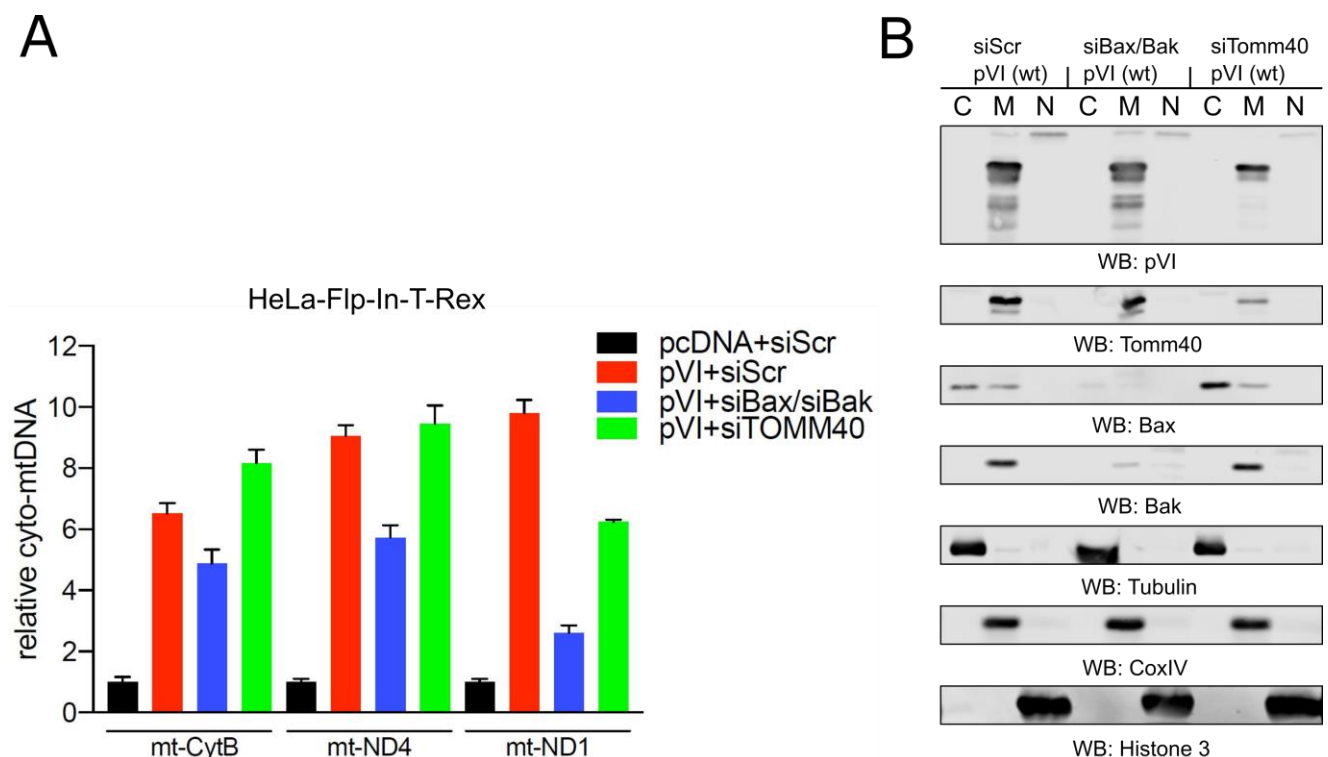 A
HeLa-Flp-In-T-Rex
relative cyto-mtDNA
12
10
8
6
4
2
0
pcDNA+siScr
pVI+siScr
pVI+siBax/siBak
pVI+siTOMM40
mt-CytB mt-ND4 mt-ND1
B
siScr siBax/Bak siTomm40
pVI (wt) | pVI (wt) | pVI (wt)
C M N C M N C M N
WB: pVI
WB: Tomm40
WB: Bax
WB: Bak
WB: Tubulin
WB: CoxIV
WB: Histone 3